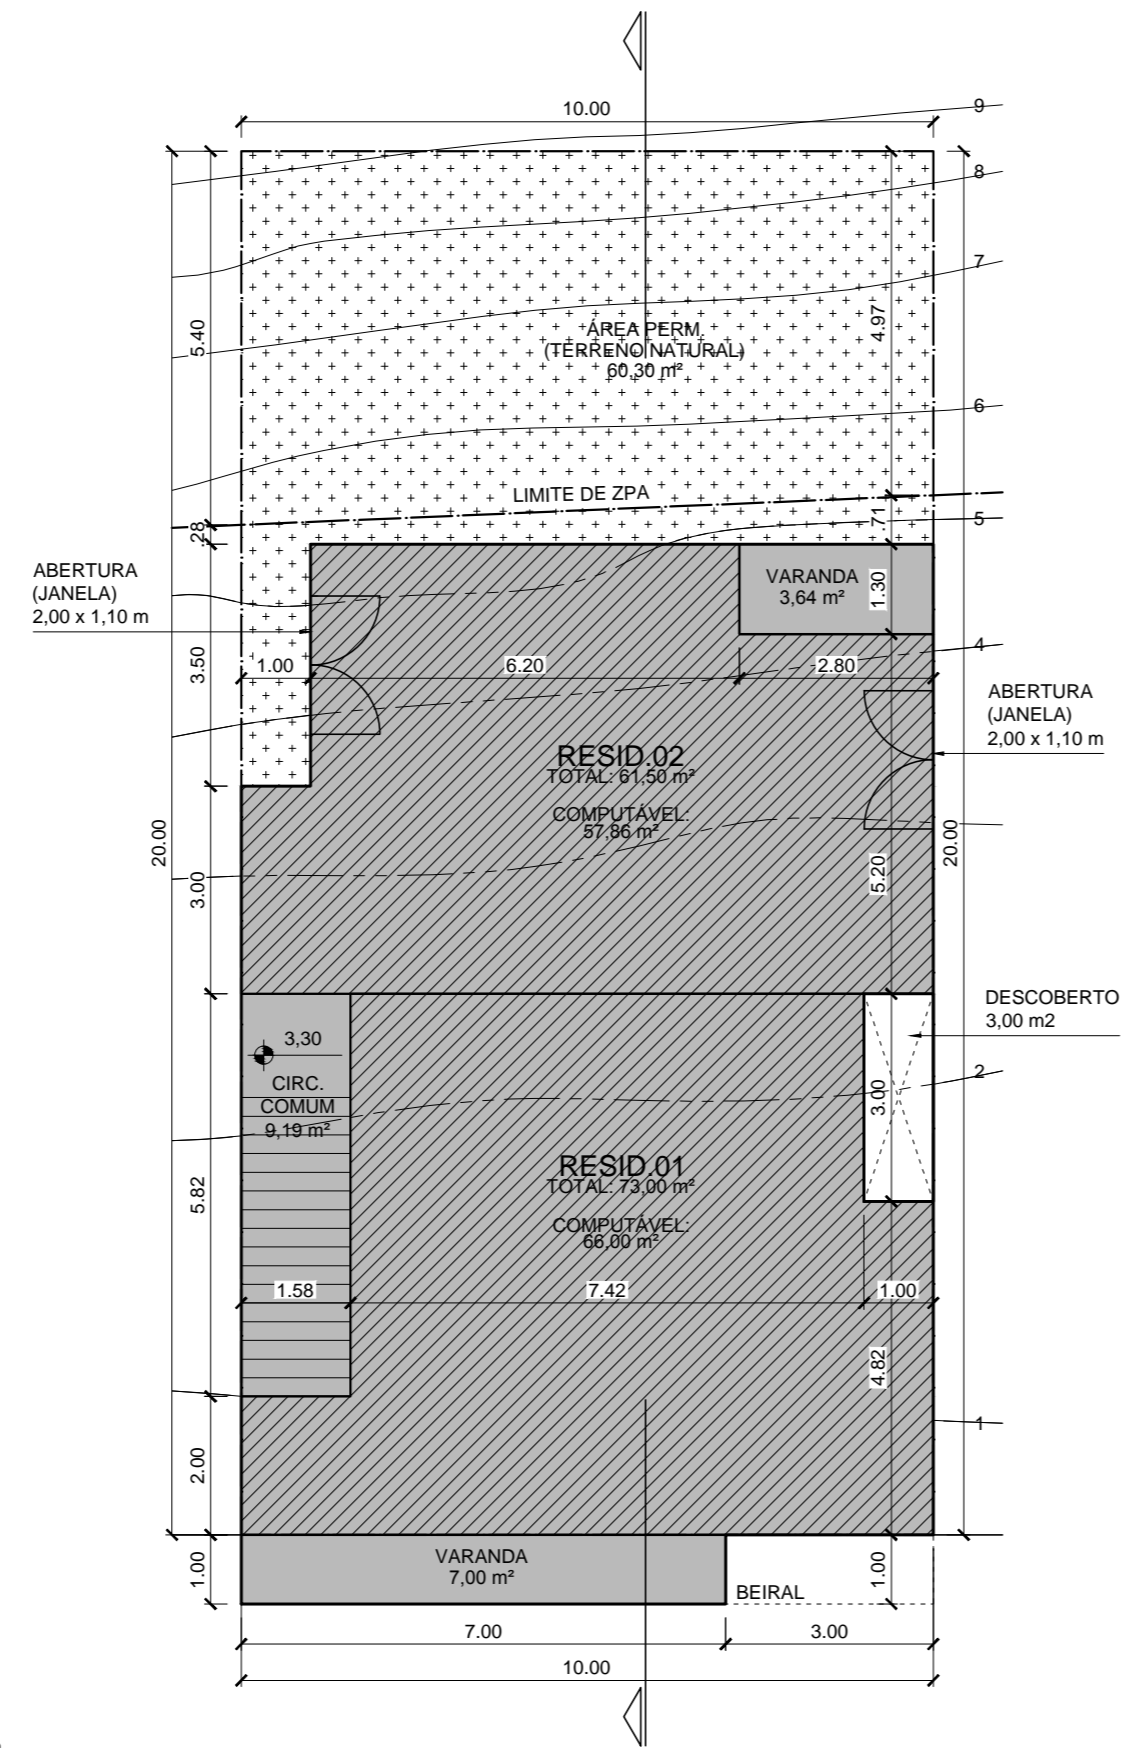 10.00
9
8
7
4.97
5.40
ÁREA PERM.
(TERRENO NATURAL)
60,30 m²
6
LIMITE DE ZPA
.28
.71
5
ABERTURA
(JANELA)
2,00 x 1,10 m
VARANDA
3,64 m²
1.30
3.50
1.00
6.20
2.80
4
ABERTURA
(JANELA)
2,00 x 1,10 m
RESID.02
TOTAL: 61,50 m²
COMPUTÁVEL:
57,86 m²
20.00
20.00
3.00
5.20
DESCOBERTO
3,00 m2
3,30
CIRC.
COMUM
9,19 m²
2
3.00
5.82
RESID.01
TOTAL: 73,00 m²
COMPUTÁVEL:
66,00 m²
1.58
7.42
1.00
4.82
1
2.00
VARANDA
7,00 m²
1.00
BEIRAL
1.00
7.00
3.00
10.00